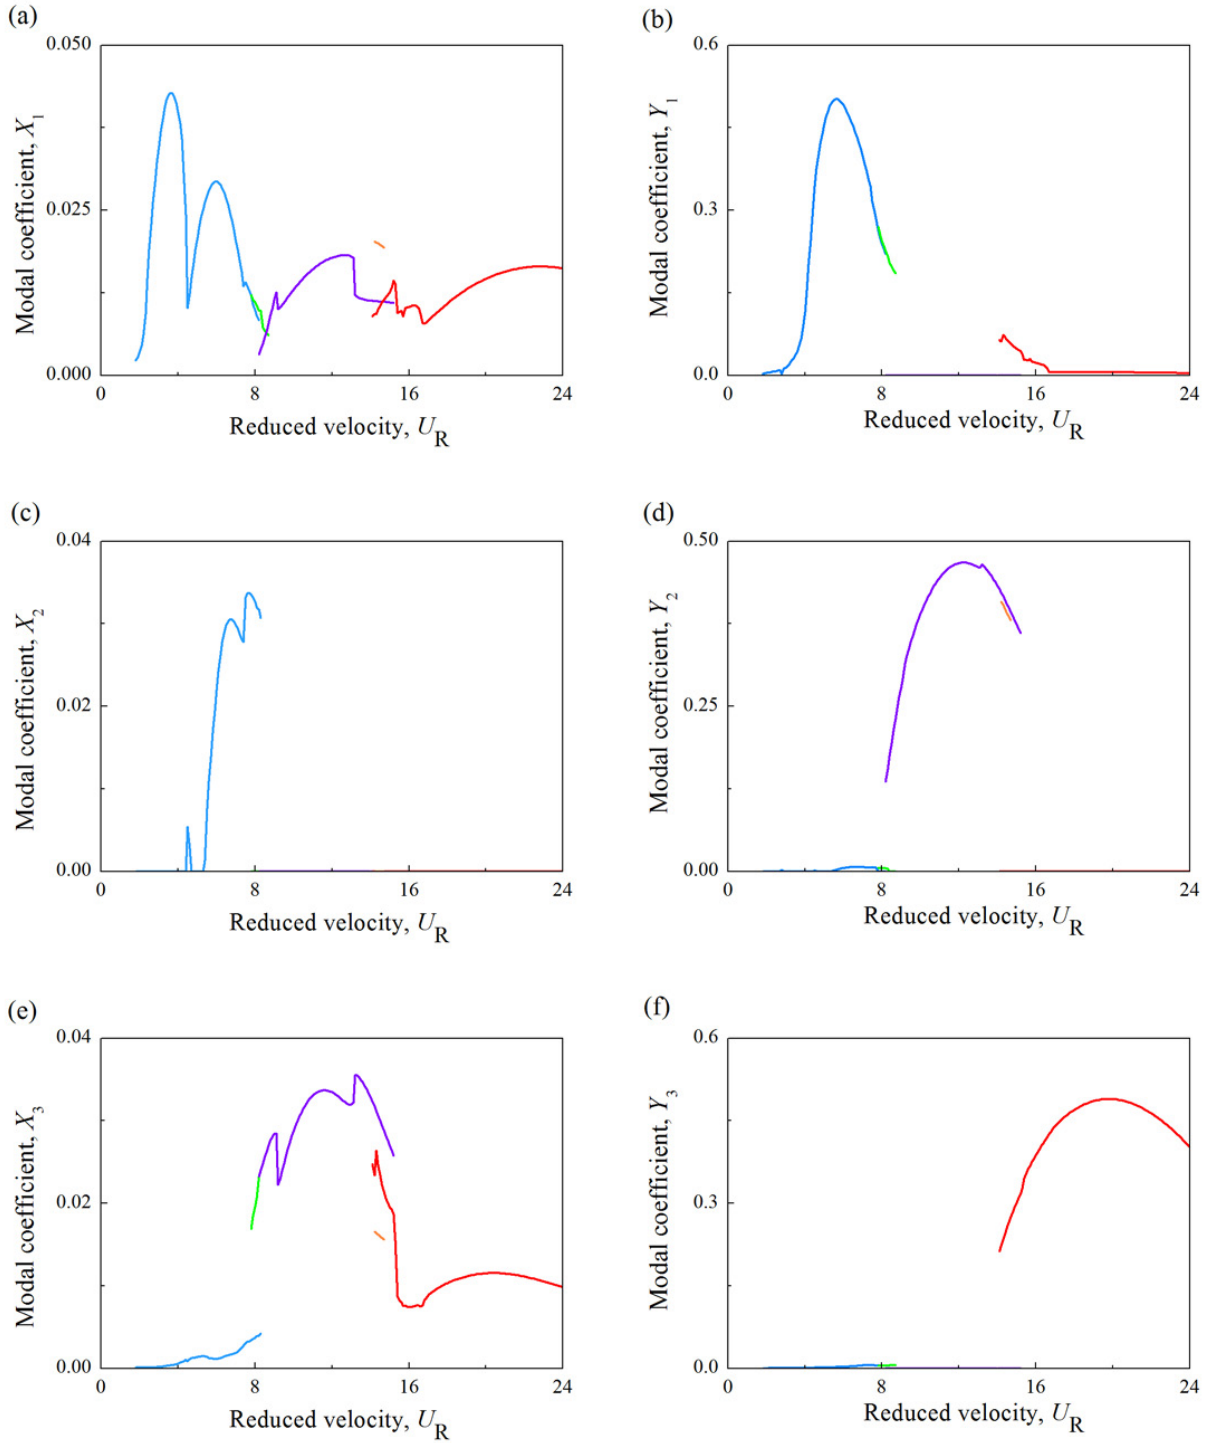 (a)
0.050
0.025
0.000
Modal coefficient, X1
0 8 16 24
Reduced velocity, UR
(b)
0.6
0.3
0.0
Modal coefficient, Y1
0 8 16 24
Reduced velocity, UR
(c)
0.04
0.02
0.00
Modal coefficient, X2
0 8 16 24
Reduced velocity, UR
(d)
0.50
0.25
0.00
Modal coefficient, Y2
0 8 16 24
Reduced velocity, UR
(e)
0.04
0.02
0.00
Modal coefficient, X3
0 8 16 24
Reduced velocity, UR
(f)
0.6
0.3
0.0
Modal coefficient, Y3
0 8 16 24
Reduced velocity, UR